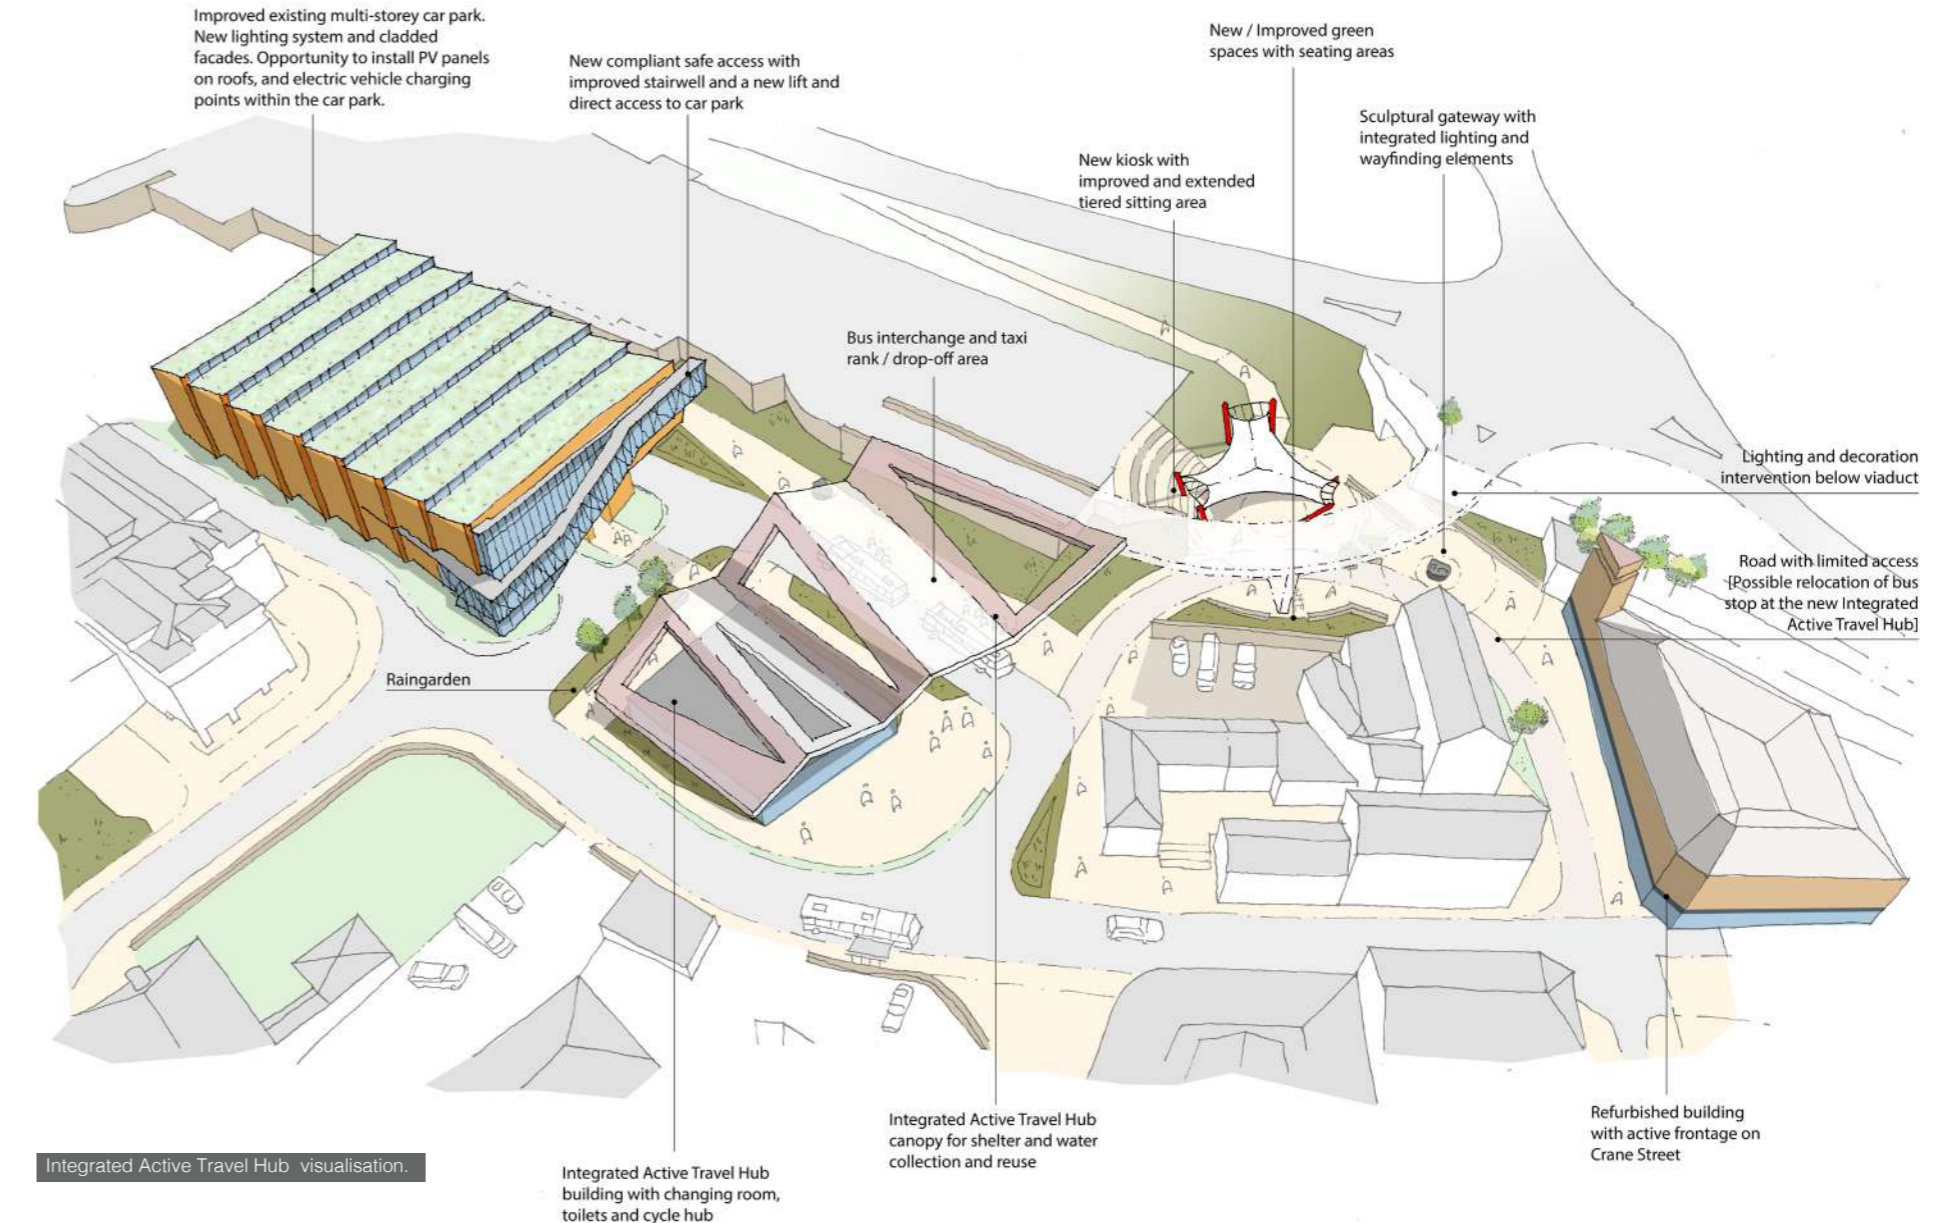 Improved existing multi-storey car park.
New lighting system and cladded
facades. Opportunity to install PV panels
on roofs, and electric vehicle charging
points within the car park.
New compliant safe access with
improved stairwell and a new lift and
direct access to car park
New / Improved green
spaces with seating areas
Sculptural gateway with
integrated lighting and
wayfinding elements
New kiosk with
improved and extended
tiered sitting area
Bus interchange and taxi
rank / drop-off area
Lighting and decoration
intervention below viaduct
Road with limited access
[Possible relocation of bus
stop at the new Integrated
Active Travel Hub]
Raingarden
Refurbished building
with active frontage on
Crane Street
Integrated Active Travel Hub
canopy for shelter and water
collection and reuse
Integrated Active Travel Hub
building with changing room,
toilets and cycle hub
Integrated Active Travel Hub visualisation.